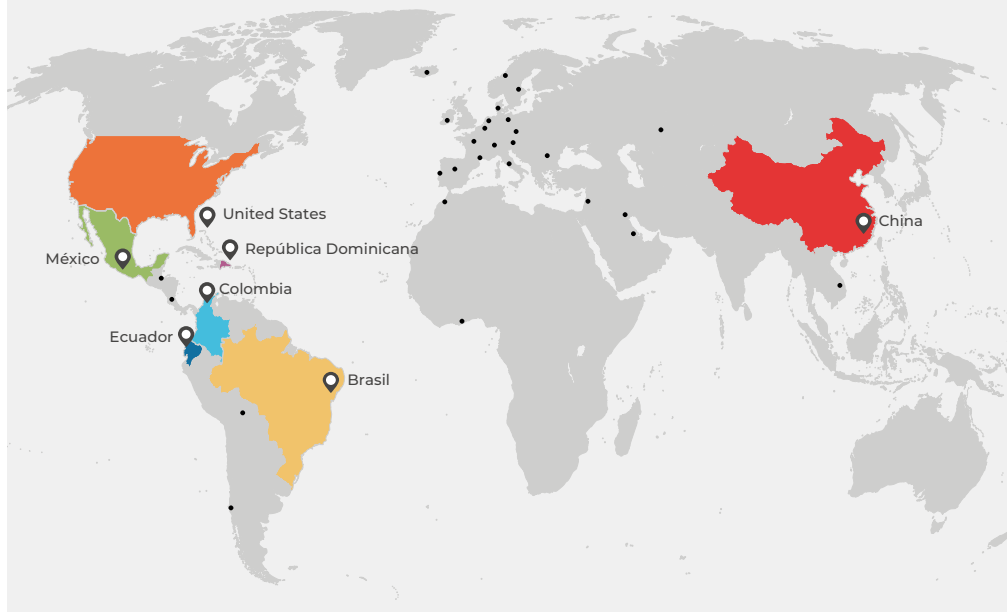 United States
China
República Dominicana
México
Colombia
Ecuador
Brasil